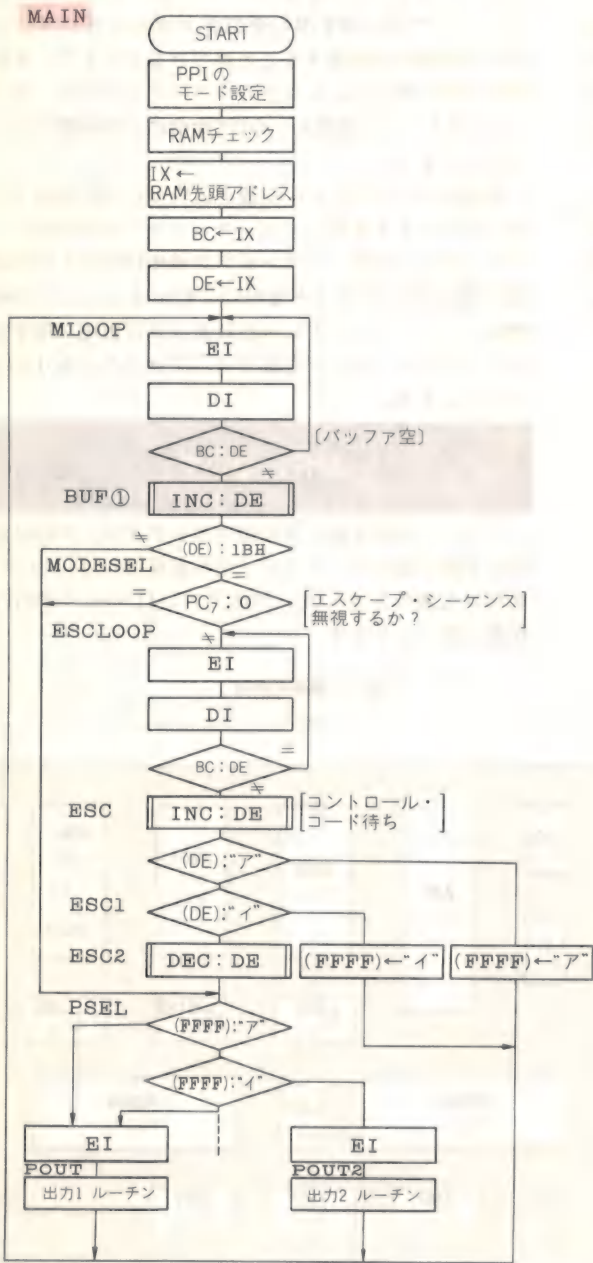 MAIN
START
PPIの
モード設定
RAMチェック
IX←
RAM先頭アドレス
BC←IX
DE←IX
MLOOP
EI
DI
BC:DE
[バッファ空]
≠
BUF①
INC:DE
≠
(DE):1BH
MODESEL
=
=
PC₇:0
[エスケープ・シーケンス
無視するか?]
ESCLOOP
≠
EI
DI
BC:DE
=
≠
ESC
INC:DE
[コントロール・
コード待ち]
(DE):"ア"
ESC1
(DE):"イ"
ESC2
DEC:DE
(FFFF)←"イ"
(FFFF)←"ア"
PSEL
(FFFF):"ア"
(FFFF):"イ"
EI
EI
POUT
POUT2
出力1 ルーチン
出力2 ルーチン